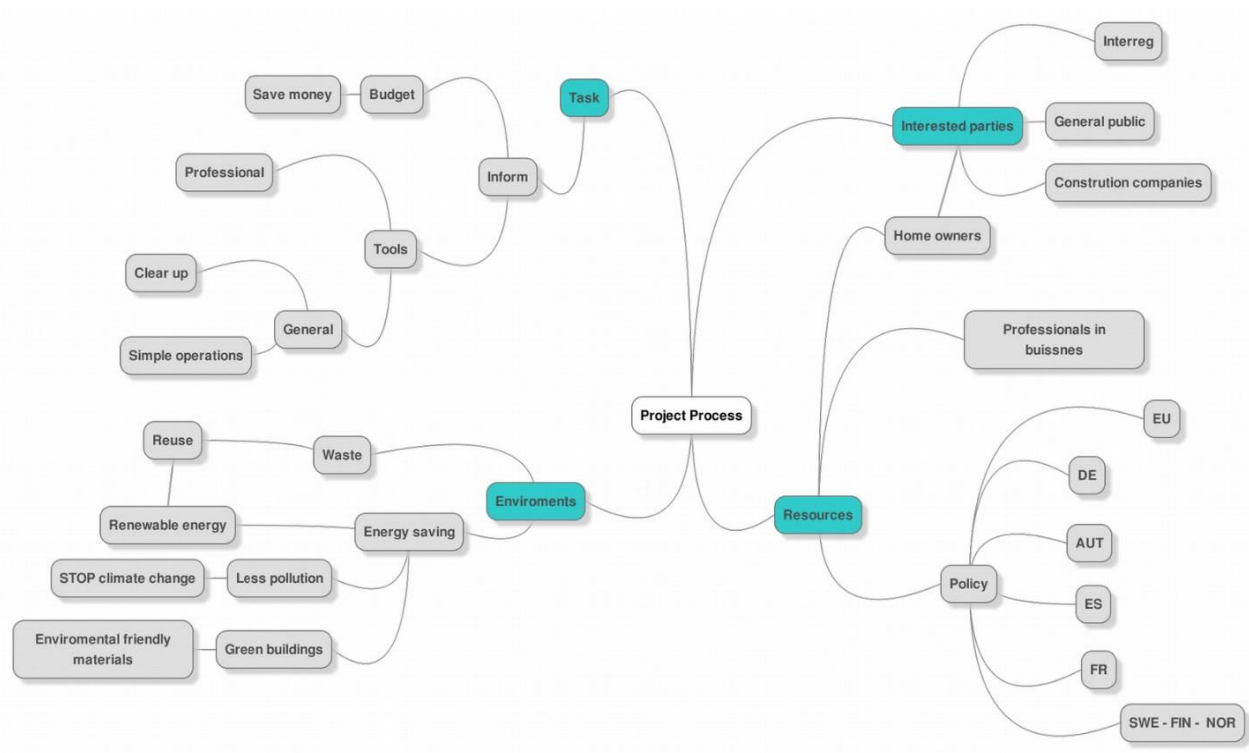 Interreg
Save money
Budget
Task
Interested parties
General public
Professional
Inform
Constrution companies
Home owners
Tools
Clear up
General
Simple operations
Professionals in
buissnes
Project Process
EU
Reuse
Waste
DE
Enviroments
Resources
Renewable energy
Energy saving
AUT
STOP climate change
Less pollution
Policy
ES
Enviromental friendly
materials
Green buildings
FR
SWE - FIN -  NOR